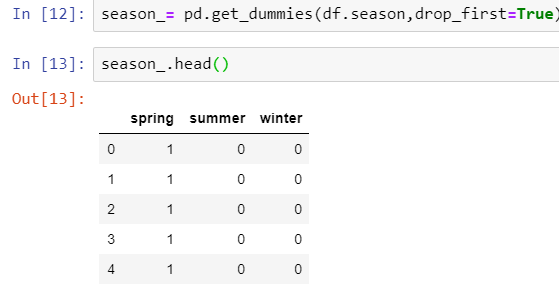 In [12]: season_= pd.get_dummies(df.season,drop_first=True)
In [13]: season_.head()
Out[13]:
spring summer winter
0 1 0 0
1 1 0 0
2 1 0 0
3 1 0 0
4 1 0 0